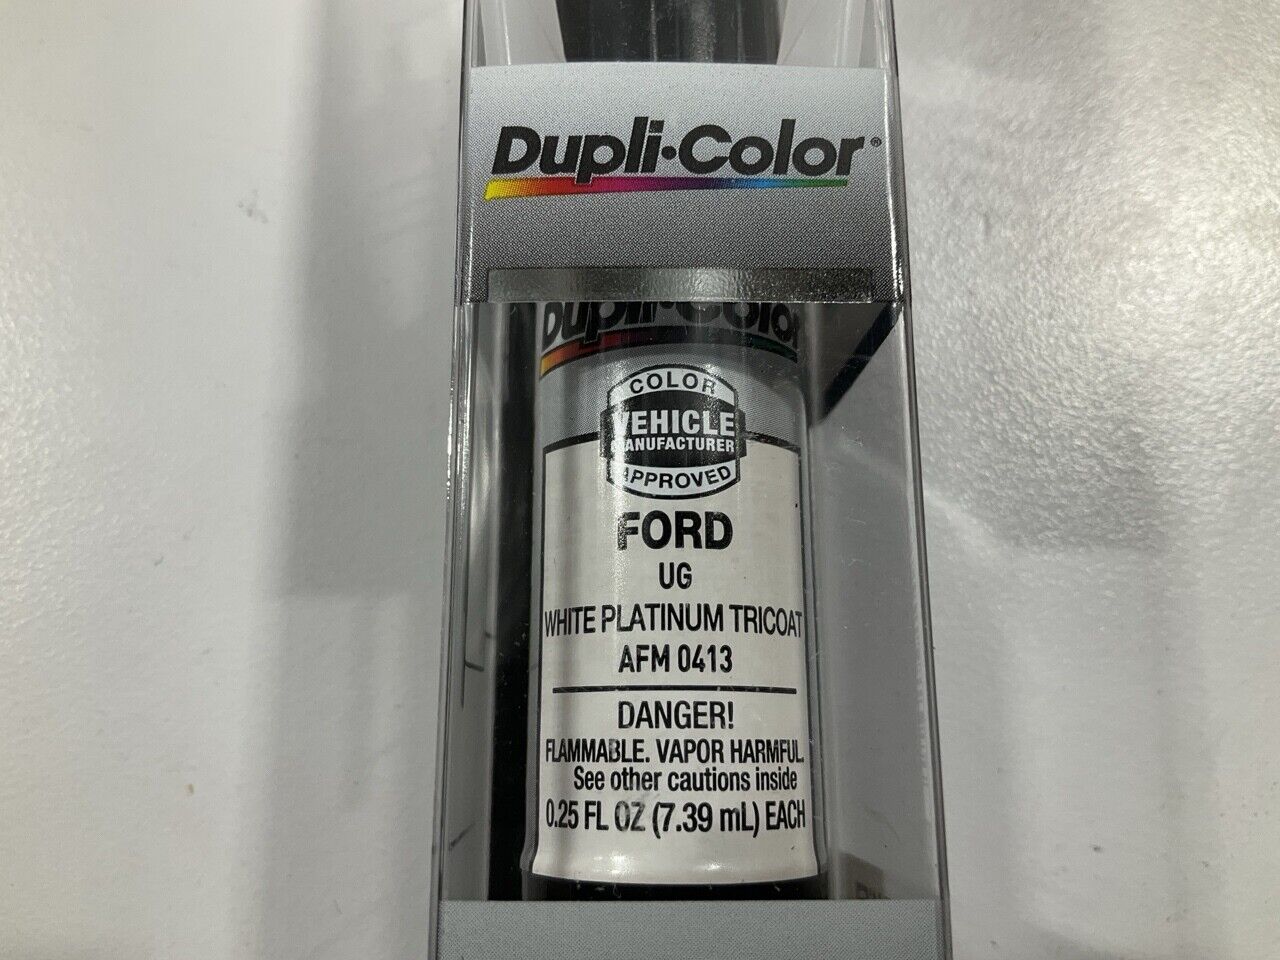 Dupli·Color®
Dupli·Color
COLOR
VEHICLE
MANUFACTURER
APPROVED
FORD
UG
WHITE PLATINUM TRICOAT
AFM 0413
DANGER!
FLAMMABLE. VAPOR HARMFUL.
See other cautions inside
0.25 FL OZ (7.39 mL) EACH